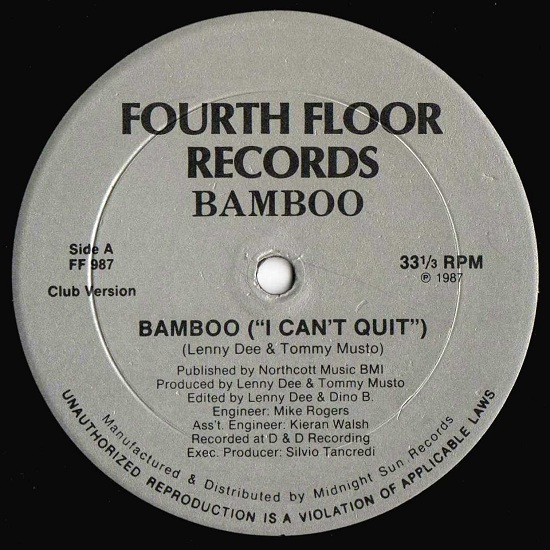 FOURTH FLOOR
RECORDS
BAMBOO
Side A
FF 987
Club Version
33 1/3 RPM
℗ 1987
BAMBOO ("I CAN'T QUIT")
(Lenny Dee & Tommy Musto)
Published by Northcott Music BMI
Produced by Lenny Dee & Tommy Musto
Edited by Lenny Dee & Dino B.
Engineer: Mike Rogers
Ass't. Engineer: Kieran Walsh
Recorded at D & D Recording
Exec. Producer: Silvio Tancredi
Manufactured & Distributed by Midnight Sun Records
UNAUTHORIZED REPRODUCTION IS A VIOLATION OF APPLICABLE LAWS